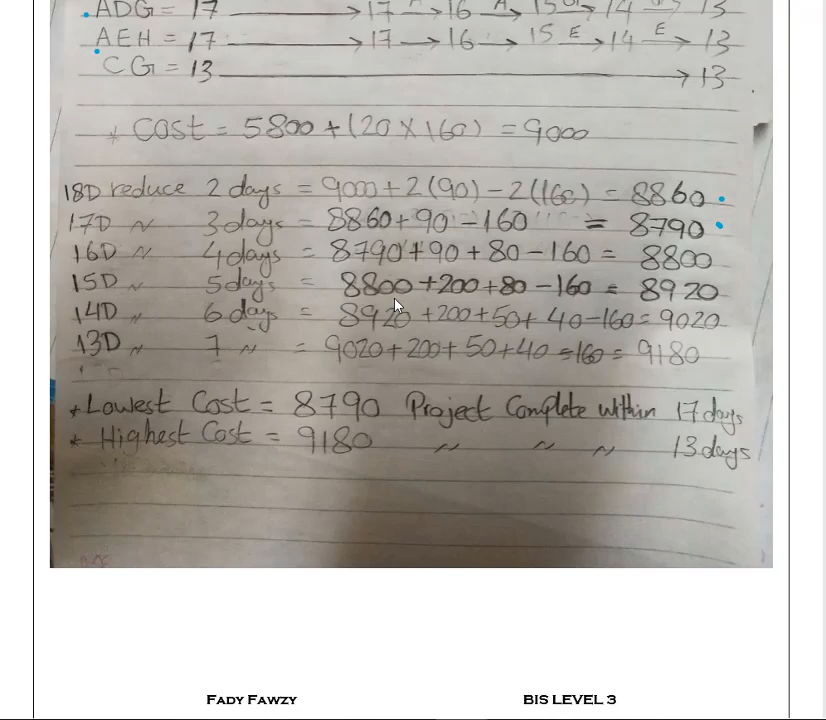 ADG = 17 → 17 → 16 A → 15 → 14 → 13
AEH = 17 → 17 → 16 → 15 E → 14 E → 13
CG = 13 → 13
* Cost = 5800 + (20 X 160) = 9000
18D reduce 2 days = 9000 + 2(90) - 2(160) = 8860
17D ~ 3 days = 8860 + 90 - 160 = 8790
16D ~ 4 days = 8790 + 90 + 80 - 160 = 8800
15D ~ 5 days = 8800 + 200 + 80 - 160 = 8920
14D ~ 6 days = 8920 + 200 + 50 + 40 - 160 = 9020
13D ~ 7 ~ = 9020 + 200 + 50 + 40 - 160 = 9180
* Lowest Cost = 8790 Project Complete within 17 days
* Highest Cost = 9180 ~ ~ ~ 13 days
FADY FAWZY BIS LEVEL 3